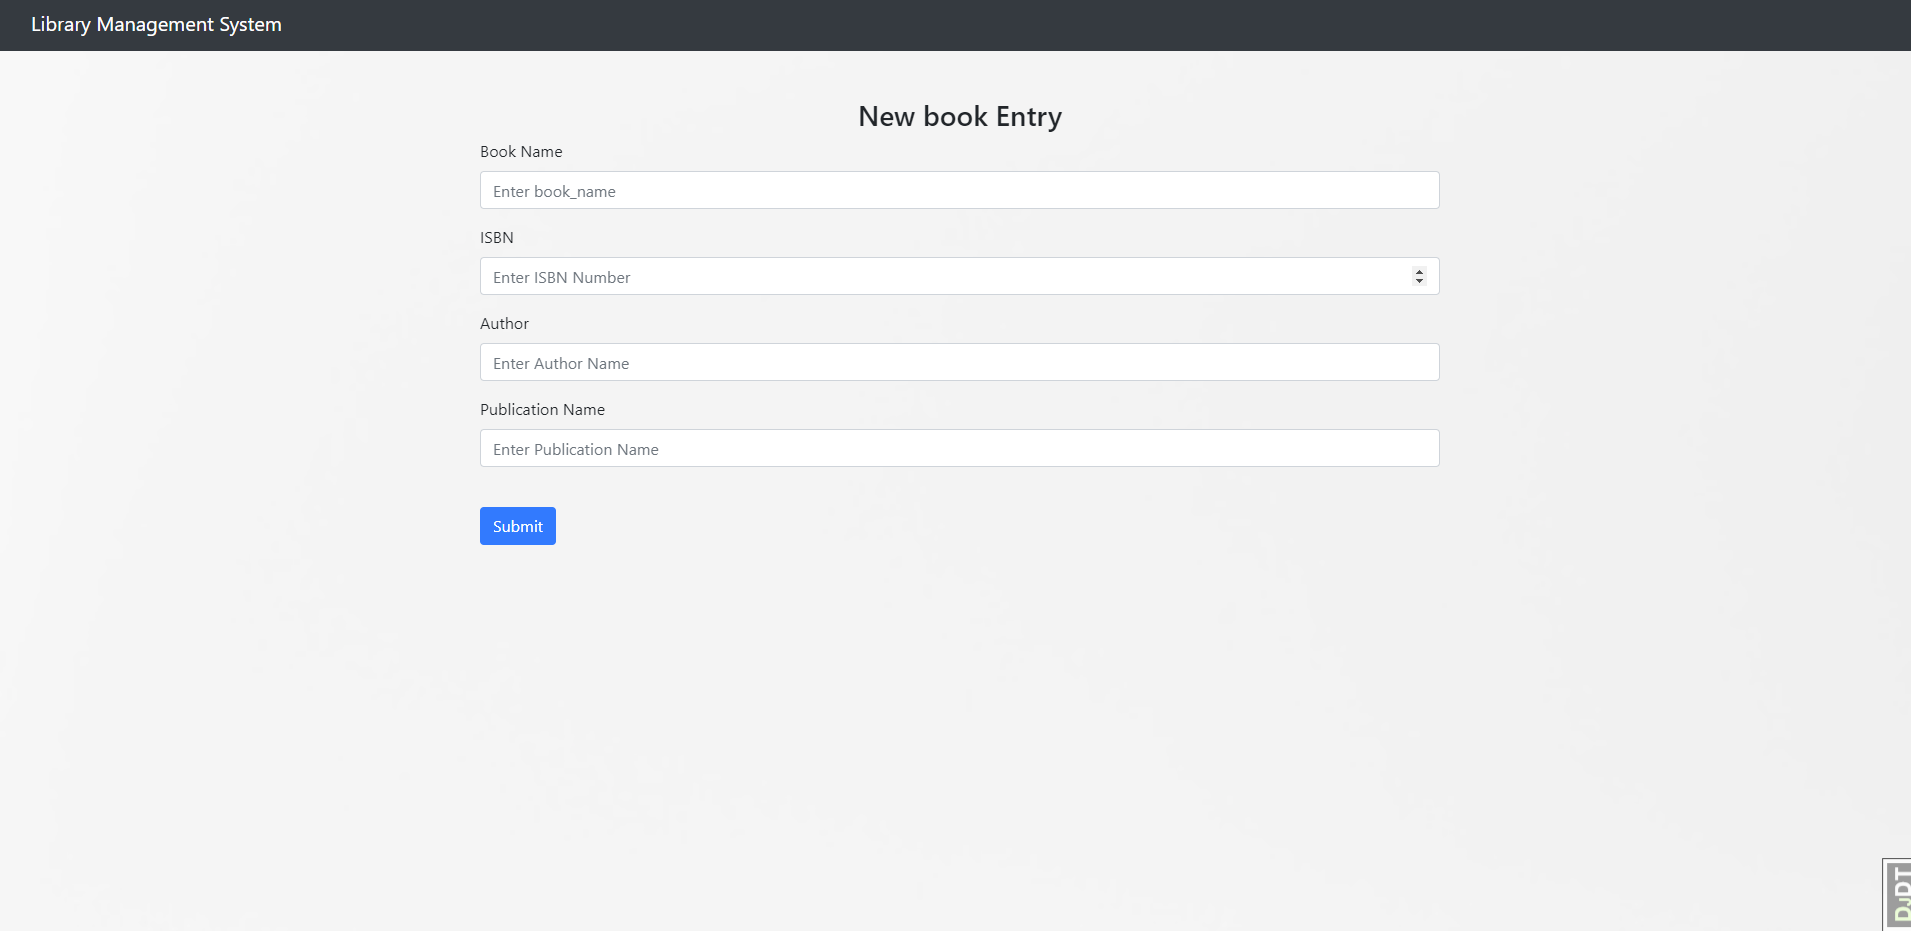 Library Management System
New book Entry
Book Name
Enter book_name
ISBN
Enter ISBN Number
Author
Enter Author Name
Publication Name
Enter Publication Name
Submit
DjDT